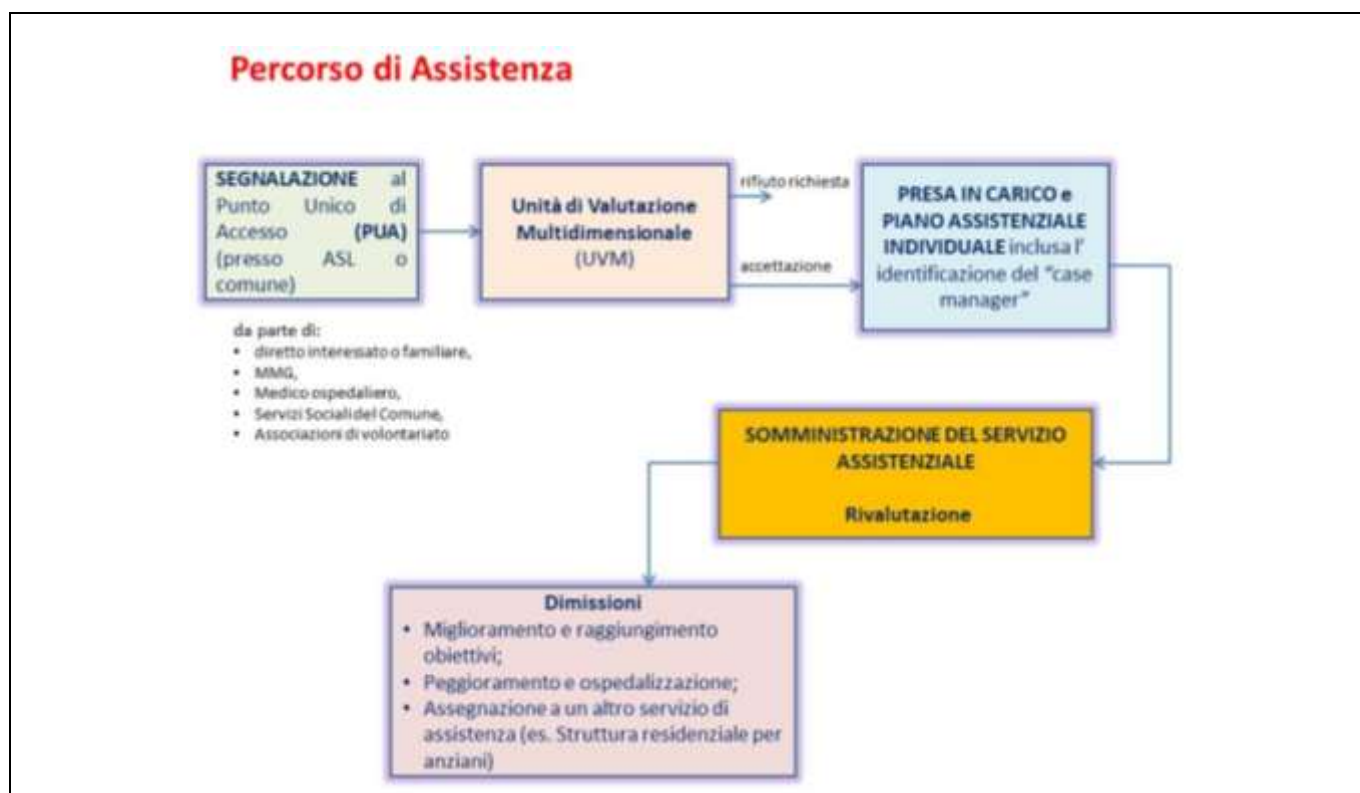 Percorso di Assistenza
SEGNALAZIONE al
Punto Unico di
Accesso (PUA)
(presso ASL o
comune)
da parte di:
• diretto interessato o familiare,
• MMG,
• Medico ospedaliero,
• Servizi Sociali del Comune,
• Associazioni di volontariato
Unità di Valutazione
Multidimensionale
(UVM)
rifiuto richiesta
accettazione
PRESA IN CARICO e
PIANO ASSISTENZIALE
INDIVIDUALE inclusa l'
identificazione del "case
manager"
SOMMINISTRAZIONE DEL SERVIZIO
ASSISTENZIALE
Rivalutazione
Dimissioni
• Miglioramento e raggiungimento
obiettivi;
• Peggioramento e ospedalizzazione;
• Assegnazione a un altro servizio di
assistenza (es. Struttura residenziale per
anziani)